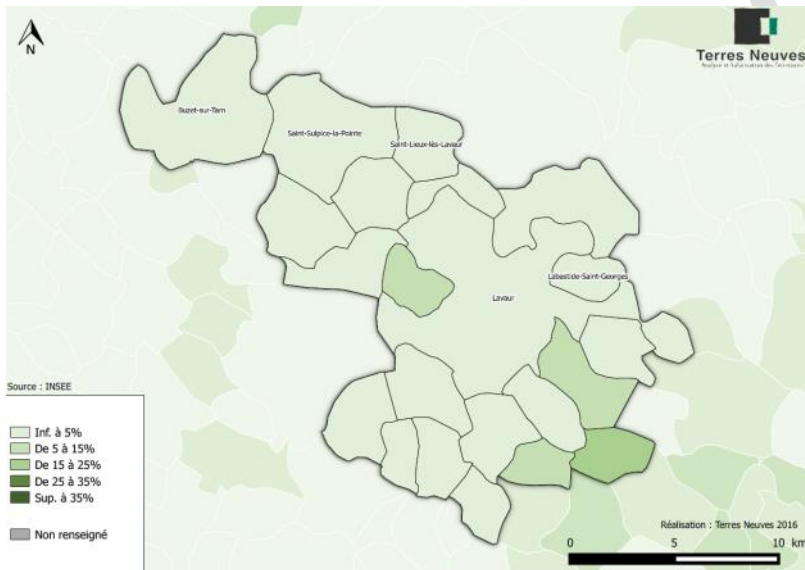 N
Terres Neuves
Buzet-sur-Tarn
Saint-Sulpice-la-Pointe
Saint-Lieux-lès-Lavaur
Labastide-Saint-Georges
Lavaur
Source : INSEE
Inf. à 5%
De 5 à 15%
De 15 à 25%
De 25 à 35%
Sup. à 35%
Non renseigné
Réalisation : Terres Neuves 2016
0 5 10 km